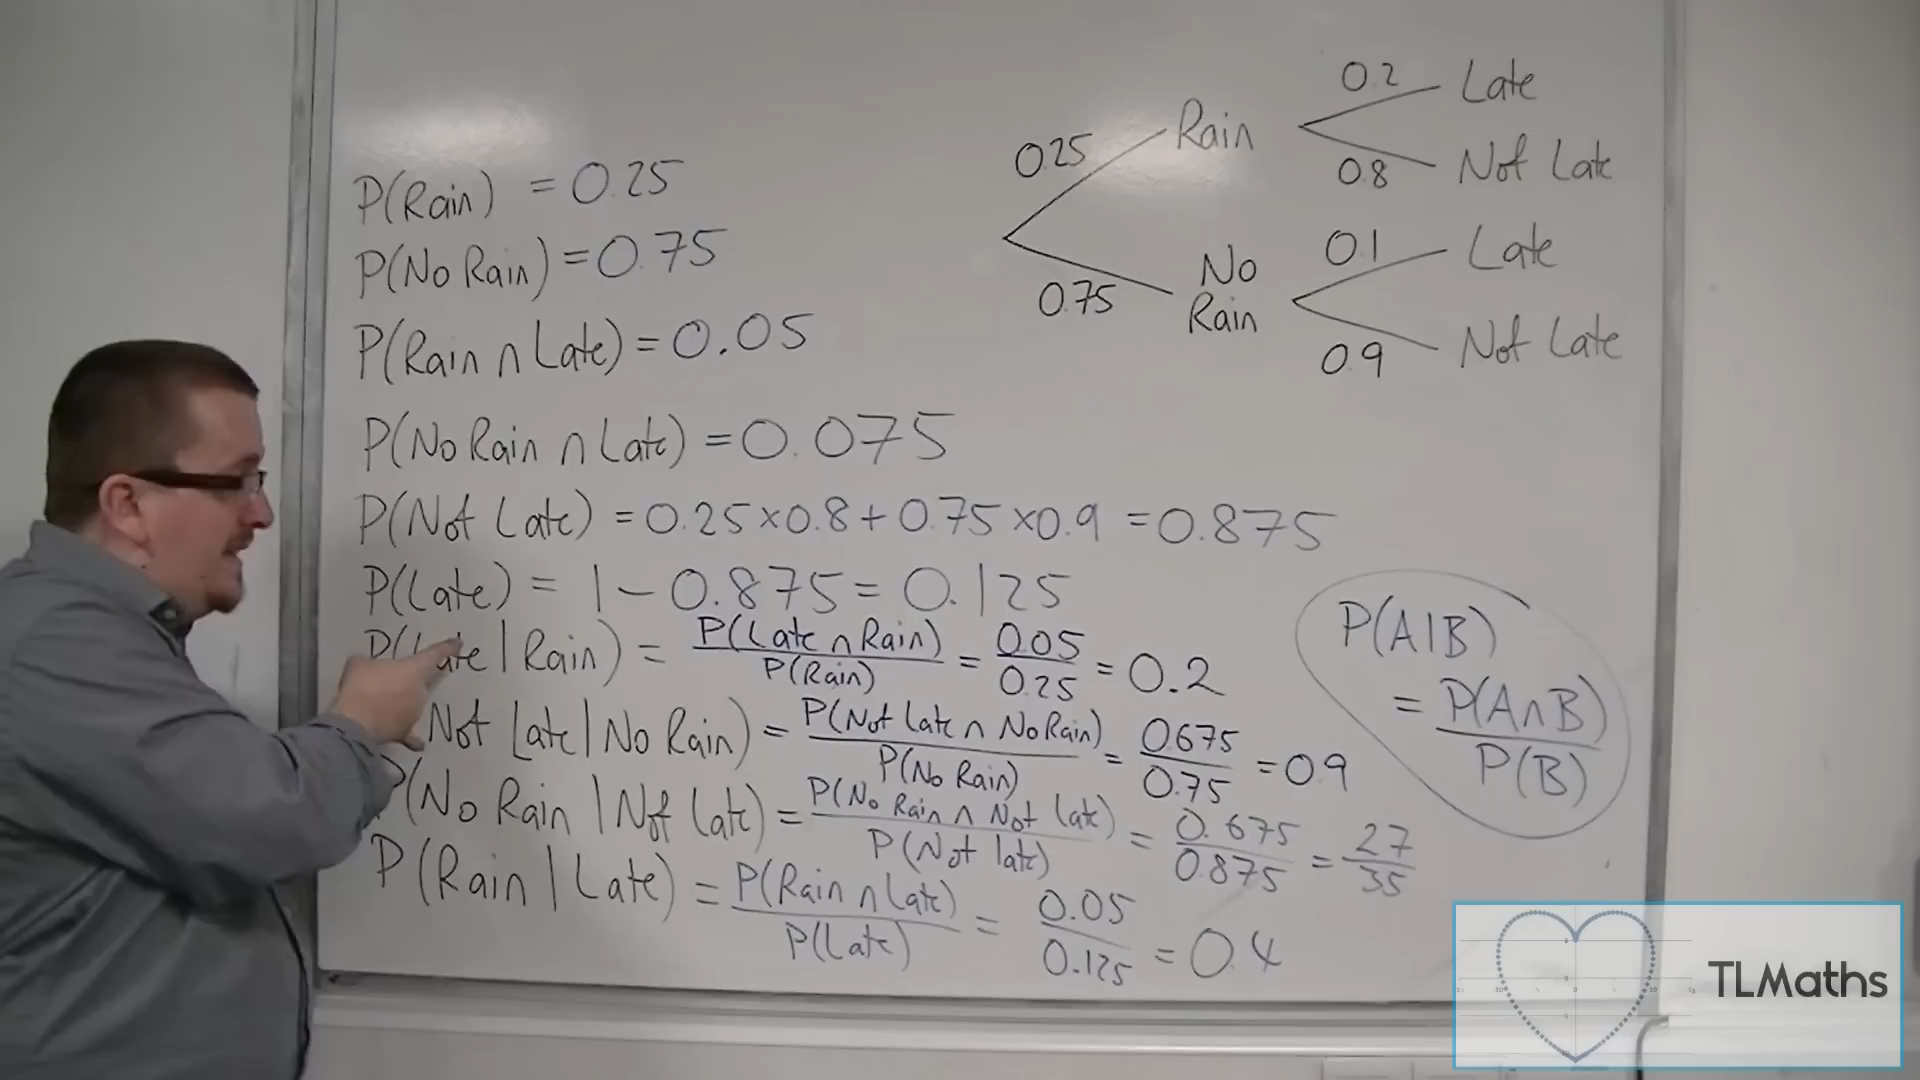 P(Rain) = 0.25
P(No Rain) = 0.75
P(Rain ∩ Late) = 0.05
P(No Rain ∩ Late) = 0.075
P(Not Late) = 0.25×0.8+0.75×0.9 = 0.875
P(Late) = 1 - 0.875 = 0.125
P(Late | Rain) = P(Late ∩ Rain) / P(Rain) = 0.05 / 0.25 = 0.2
Not Late | No Rain) = P(Not Late ∩ No Rain) / P(No Rain) = 0.675 / 0.75 = 0.9
P(No Rain | Not Late) = P(No Rain ∩ Not Late) / P(Not late) = 0.675 / 0.875 = 27 / 35
P(Rain | Late) = P(Rain ∩ Late) / P(Late) = 0.05 / 0.125 = 0.4
0.25 Rain
0.2 Late
0.8 Not Late
0.75 No Rain
0.1 Late
0.9 Not Late
P(A|B)
= P(A∩B) / P(B)
TLMaths